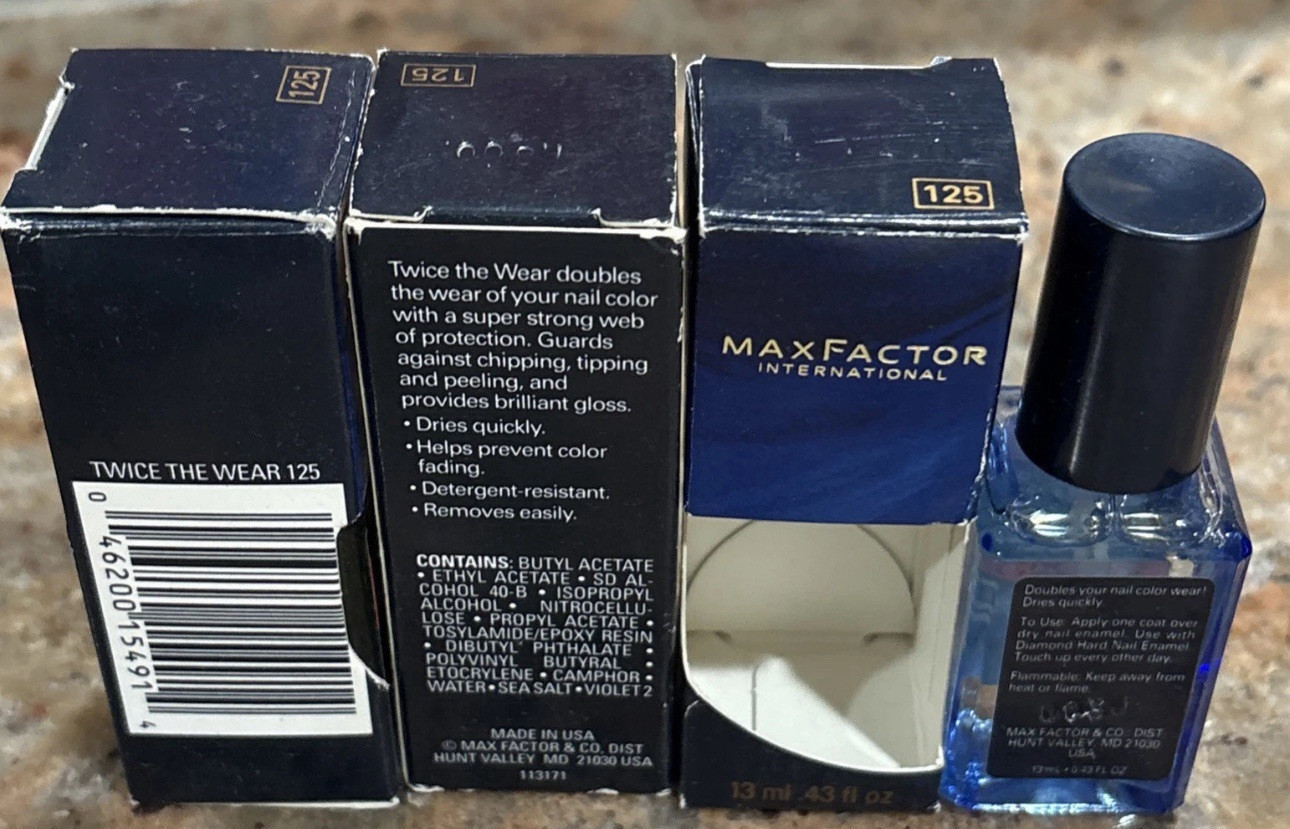 125
TWICE THE WEAR 125
0 46200 15491 4
125
Twice the Wear doubles
the wear of your nail color
with a super strong web
of protection. Guards
against chipping, tipping
and peeling, and
provides brilliant gloss.
• Dries quickly.
• Helps prevent color
fading.
• Detergent-resistant.
• Removes easily.
CONTAINS: BUTYL ACETATE
• ETHYL ACETATE • SD AL-
COHOL 40-B • ISOPROPYL
ALCOHOL • NITROCELLU-
LOSE • PROPYL ACETATE •
TOSYLAMIDE/EPOXY RESIN
• DIBUTYL PHTHALATE •
POLYVINYL BUTYRAL •
ETOCRYLENE • CAMPHOR •
WATER • SEA SALT • VIOLET 2
MADE IN USA
© MAX FACTOR & CO. DIST
HUNT VALLEY MD 21030 USA
113171
125
MAXFACTOR
INTERNATIONAL
13 ml .43 fl oz
Doubles your nail color wear!
Dries quickly
To Use: Apply one coat over
dry nail enamel. Use with
Diamond Hard Nail Enamel.
Touch up every other day.
Flammable: Keep away from
heat or flame.
MAX FACTOR & CO. DIST
HUNT VALLEY, MD 21030
USA
13 mL • 0.43 FL OZ